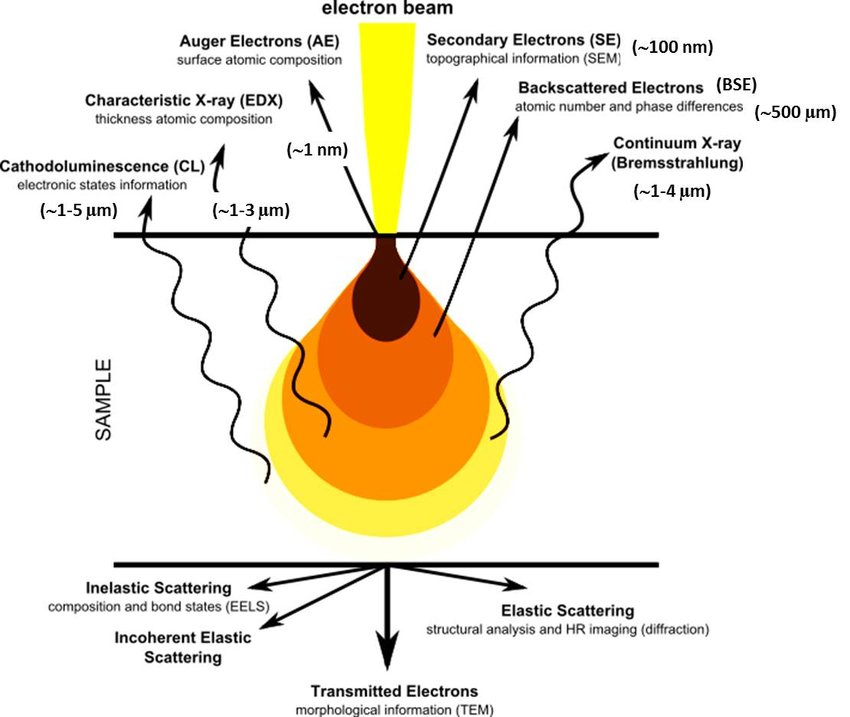 electron beam
Auger Electrons (AE)
surface atomic composition
Secondary Electrons (SE) (~100 nm)
topographical information (SEM)
Characteristic X-ray (EDX)
thickness atomic composition
Backscattered Electrons (BSE)
atomic number and phase differences (~500 μm)
(~1 nm)
Continuum X-ray
(Bremsstrahlung)
(~1-4 μm)
Cathodoluminescence (CL)
electronic states information
(~1-5 μm)
(~1-3 μm)
SAMPLE
Inelastic Scattering
composition and bond states (EELS)
Incoherent Elastic
Scattering
Elastic Scattering
structural analysis and HR imaging (diffraction)
Transmitted Electrons
morphological information (TEM)